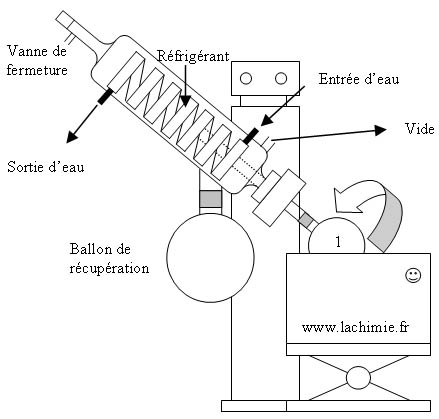 Vanne de
fermeture
Réfrigérant
Entrée d'eau
Vide
Sortie d'eau
Ballon de
récupération
1
www.lachimie.fr